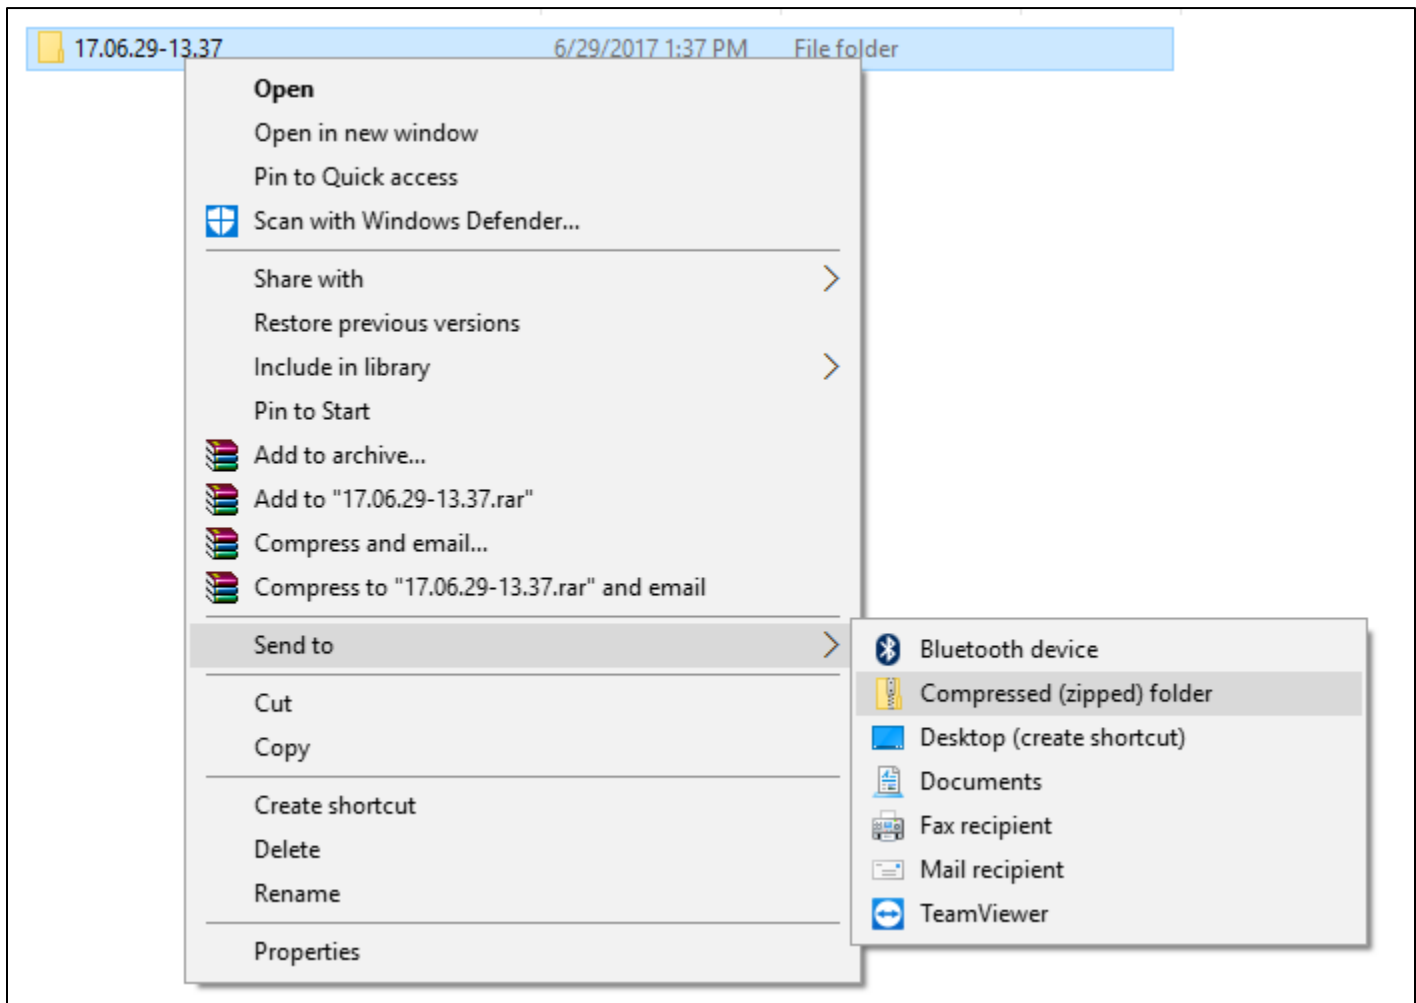 17.06.29-13.37 6/29/2017 1:37 PM File folder
Open
Open in new window
Pin to Quick access
Scan with Windows Defender...
Share with
Restore previous versions
Include in library
Pin to Start
Add to archive...
Add to "17.06.29-13.37.rar"
Compress and email...
Compress to "17.06.29-13.37.rar" and email
Send to
Cut
Copy
Create shortcut
Delete
Rename
Properties
Bluetooth device
Compressed (zipped) folder
Desktop (create shortcut)
Documents
Fax recipient
Mail recipient
TeamViewer